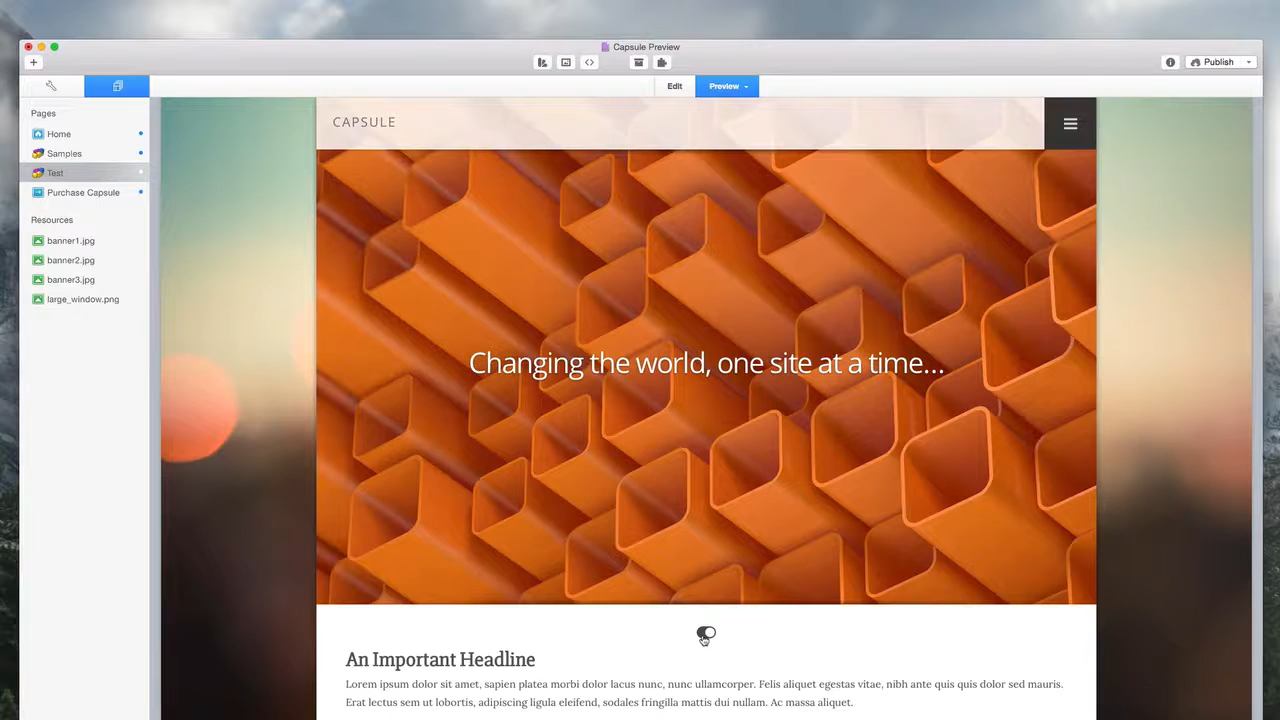 Capsule Preview
Publish
Edit
Preview
Pages
Home
Samples
Test
Purchase Capsule
Resources
banner1.jpg
banner2.jpg
banner3.jpg
large_window.png
CAPSULE
Changing the world, one site at a time...
An Important Headline
Lorem ipsum dolor sit amet, sapien platea morbi dolor lacus nunc, nunc ullamcorper. Felis aliquet egestas vitae, nibh ante quis quis dolor sed mauris.
Erat lectus sem ut lobortis, adipiscing ligula eleifend, sodales fringilla mattis dui nullam. Ac massa aliquet.